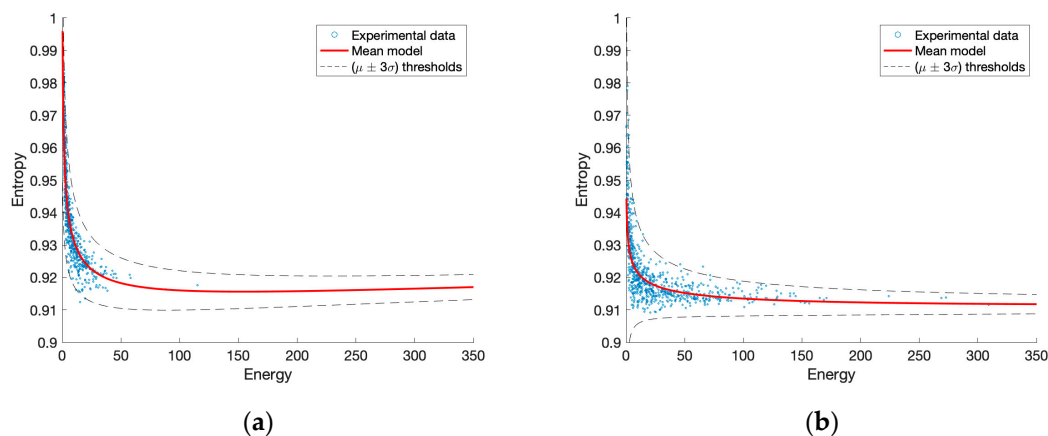 1
0.99
0.98
0.97
0.96
0.95
0.94
0.93
0.92
0.91
0.9
Entropy
0 50 100 150 200 250 300 350
Energy
Experimental data
Mean model
(μ ± 3σ) thresholds
(a)
1
0.99
0.98
0.97
0.96
0.95
0.94
0.93
0.92
0.91
0.9
Entropy
0 50 100 150 200 250 300 350
Energy
Experimental data
Mean model
(μ ± 3σ) thresholds
(b)